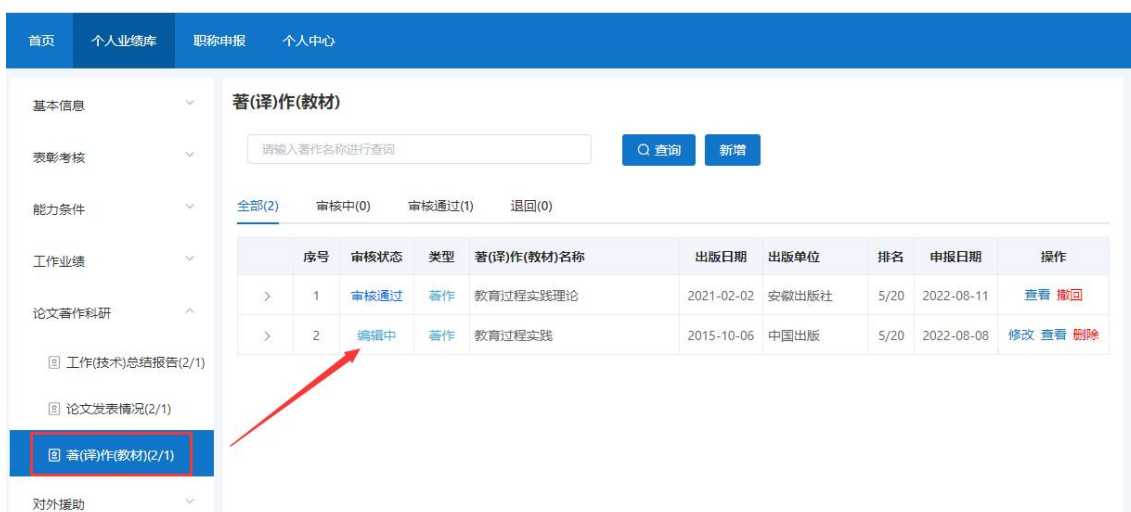 首页 个人业绩库 职称申报 个人中心
基本信息
表彰考核
能力条件
工作业绩
论文著作科研
工作(技术)总结报告(2/1)
论文发表情况(2/1)
著(译)作(教材)(2/1)
对外援助
著(译)作(教材)
请输入著作名称进行查询 查询 新增
全部(2) 审核中(0) 审核通过(1) 退回(0)
序号 审核状态 类型 著(译)作(教材)名称 出版日期 出版单位 排名 申报日期 操作
1 审核通过 著作 教育过程实践理论 2021-02-02 安徽出版社 5/20 2022-08-11 查看 撤回
2 编辑中 著作 教育过程实践 2015-10-06 中国出版 5/20 2022-08-08 修改 查看 删除